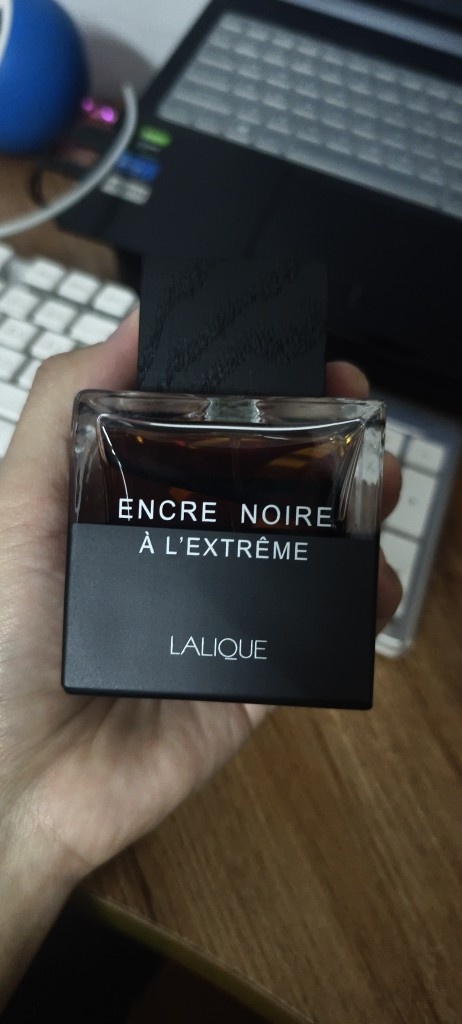 ENCRE NOIRE
À L'EXTRÊME
LALIQUE